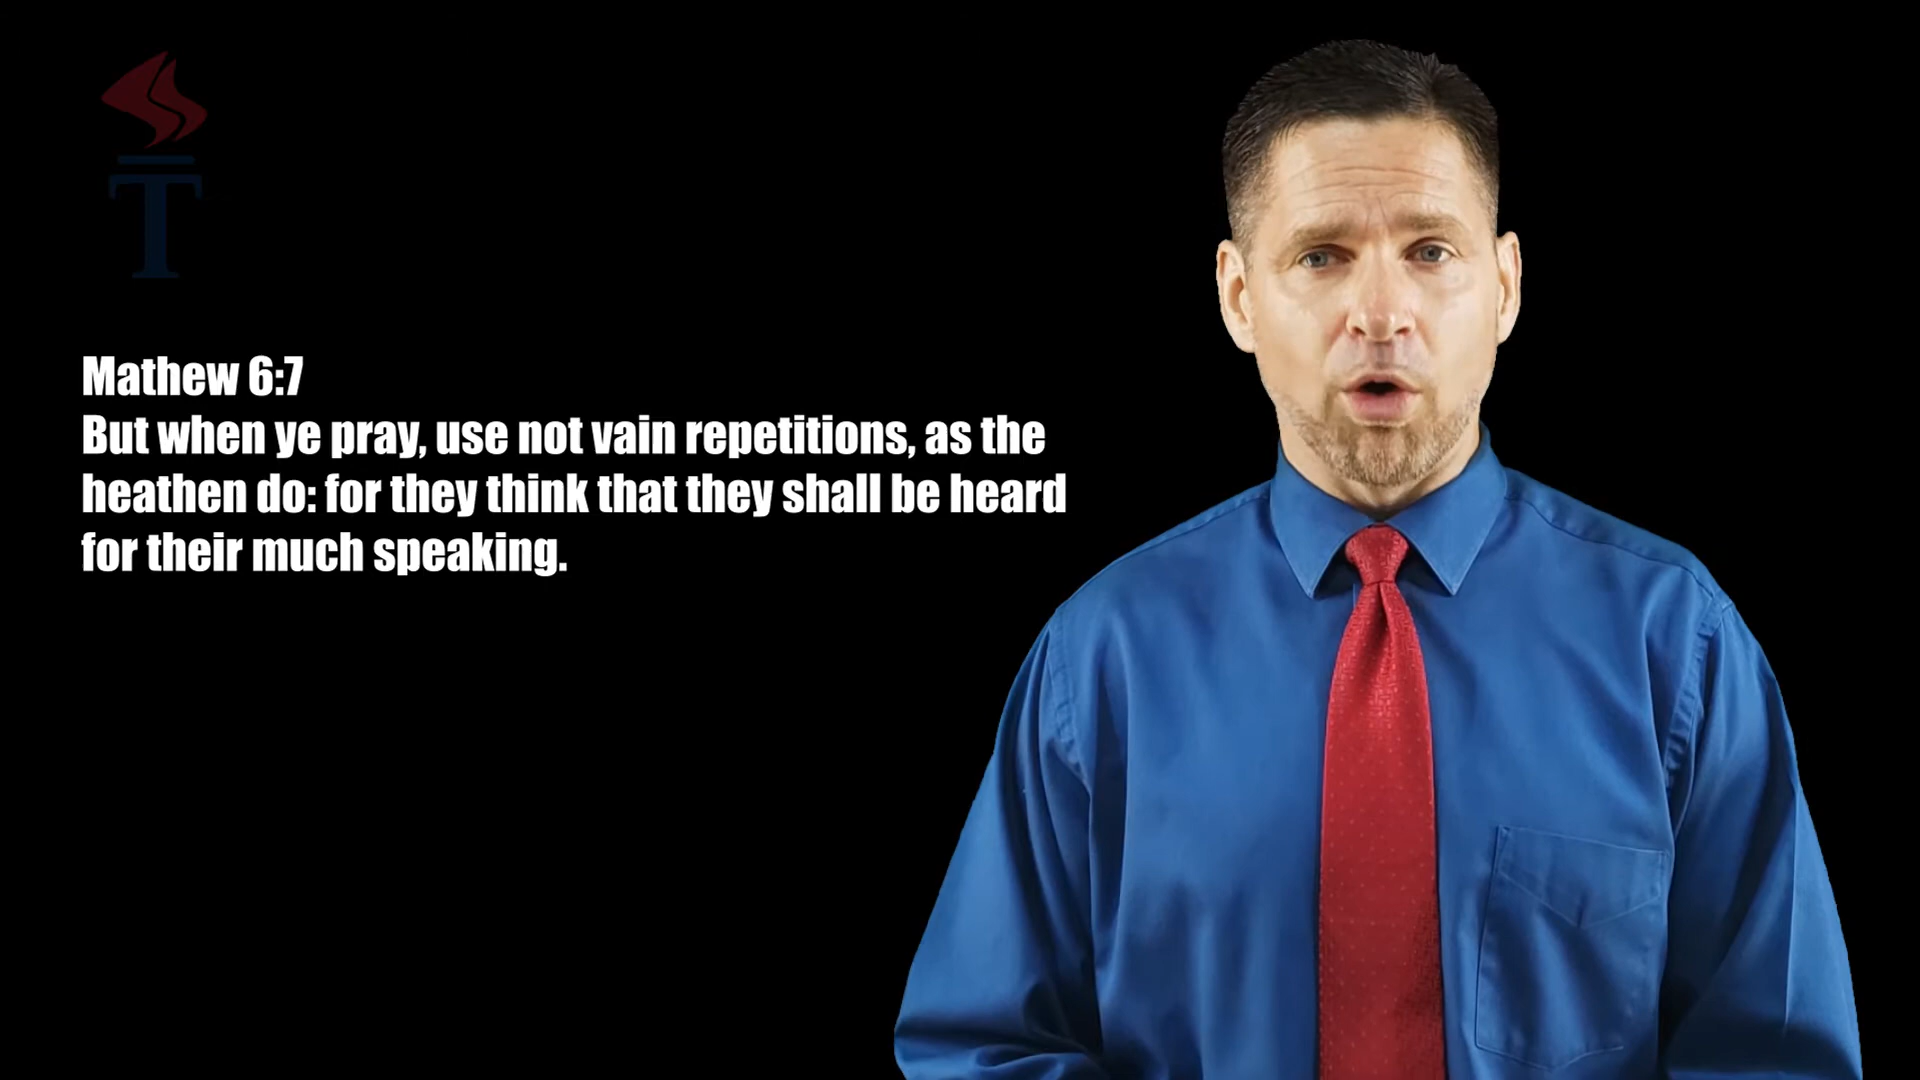 T
Mathew 6:7
But when ye pray, use not vain repetitions, as the
heathen do: for they think that they shall be heard
for their much speaking.